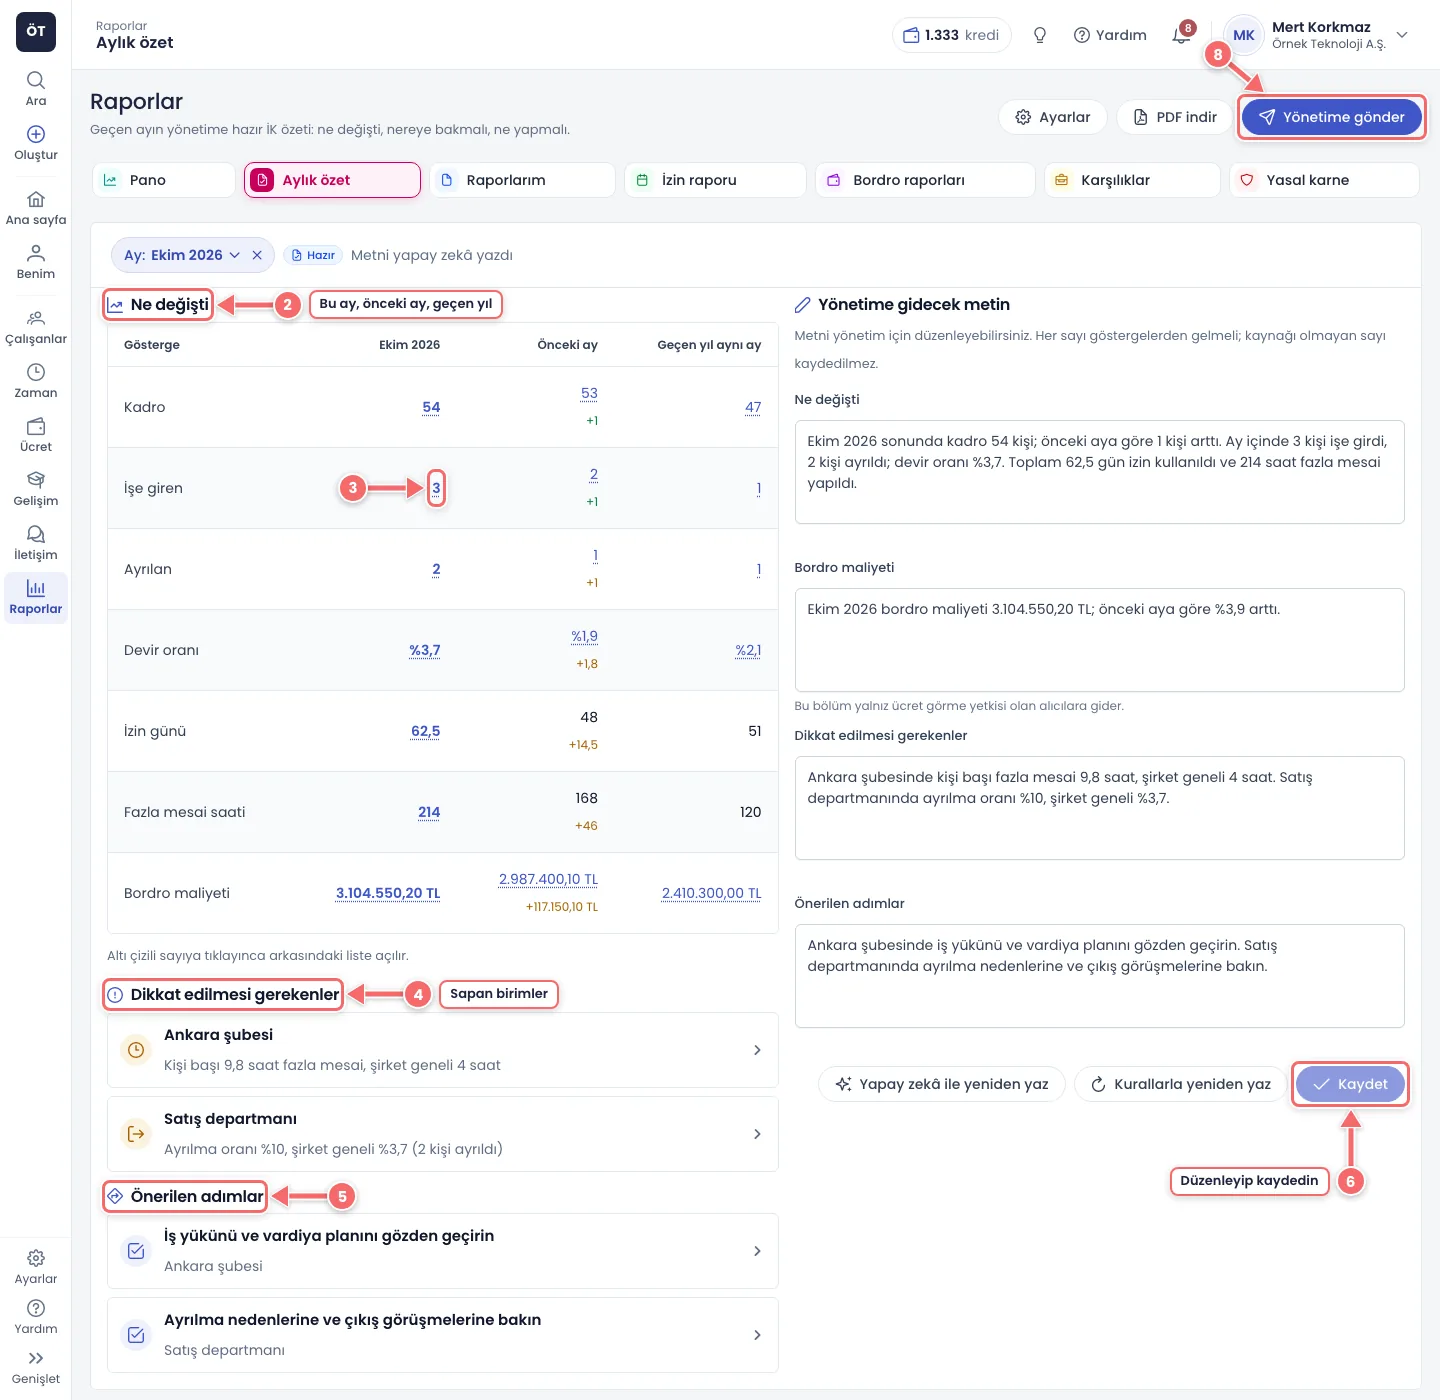 ÖT
Ara
Oluştur
Ana sayfa
Benim
Çalışanlar
Zaman
Ücret
Gelişim
İletişim
Raporlar
Ayarlar
Yardım
Genişlet
Raporlar
Aylık özet
1.333 kredi
Yardım
8
MK
Mert Korkmaz
Örnek Teknoloji A.Ş.
8
Raporlar
Geçen ayın yönetime hazır İK özeti: ne değişti, nereye bakmalı, ne yapmalı.
Ayarlar
PDF indir
Yönetime gönder
Pano
Aylık özet
Raporlarım
İzin raporu
Bordro raporları
Karşılıklar
Yasal karne
Ay: Ekim 2026
Hazır
Metni yapay zekâ yazdı
Ne değişti
2
Bu ay, önceki ay, geçen yıl
Gösterge Ekim 2026 Önceki ay Geçen yıl aynı ay
Kadro 54 53 47
+1
İşe giren 3 3 2 1
+1
Ayrılan 2 1 1
+1
Devir oranı %3,7 %1,9 %2,1
+1,8
İzin günü 62,5 48 51
+14,5
Fazla mesai saati 214 168 120
+46
Bordro maliyeti 3.104.550,20 TL 2.987.400,10 TL 2.410.300,00 TL
+117.150,10 TL
Altı çizili sayıya tıklayınca arkasındaki liste açılır.
Dikkat edilmesi gerekenler
4
Sapan birimler
Ankara şubesi
Kişi başı 9,8 saat fazla mesai, şirket geneli 4 saat
Satış departmanı
Ayrılma oranı %10, şirket geneli %3,7 (2 kişi ayrıldı)
Önerilen adımlar
5
İş yükünü ve vardiya planını gözden geçirin
Ankara şubesi
Ayrılma nedenlerine ve çıkış görüşmelerine bakın
Satış departmanı
Yönetime gidecek metin
Metni yönetim için düzenleyebilirsiniz. Her sayı göstergelerden gelmeli; kaynağı olmayan sayı
kaydedilmez.
Ne değişti
Ekim 2026 sonunda kadro 54 kişi; önceki aya göre 1 kişi arttı. Ay içinde 3 kişi işe girdi,
2 kişi ayrıldı; devir oranı %3,7. Toplam 62,5 gün izin kullanıldı ve 214 saat fazla mesai
yapıldı.
Bordro maliyeti
Ekim 2026 bordro maliyeti 3.104.550,20 TL; önceki aya göre %3,9 arttı.
Bu bölüm yalnız ücret görme yetkisi olan alıcılara gider.
Dikkat edilmesi gerekenler
Ankara şubesinde kişi başı fazla mesai 9,8 saat, şirket geneli 4 saat. Satış
departmanında ayrılma oranı %10, şirket geneli %3,7.
Önerilen adımlar
Ankara şubesinde iş yükünü ve vardiya planını gözden geçirin. Satış
departmanında ayrılma nedenlerine ve çıkış görüşmelerine bakın.
Yapay zekâ ile yeniden yaz
Kurallarla yeniden yaz
Kaydet
Düzenleyip kaydedin
6